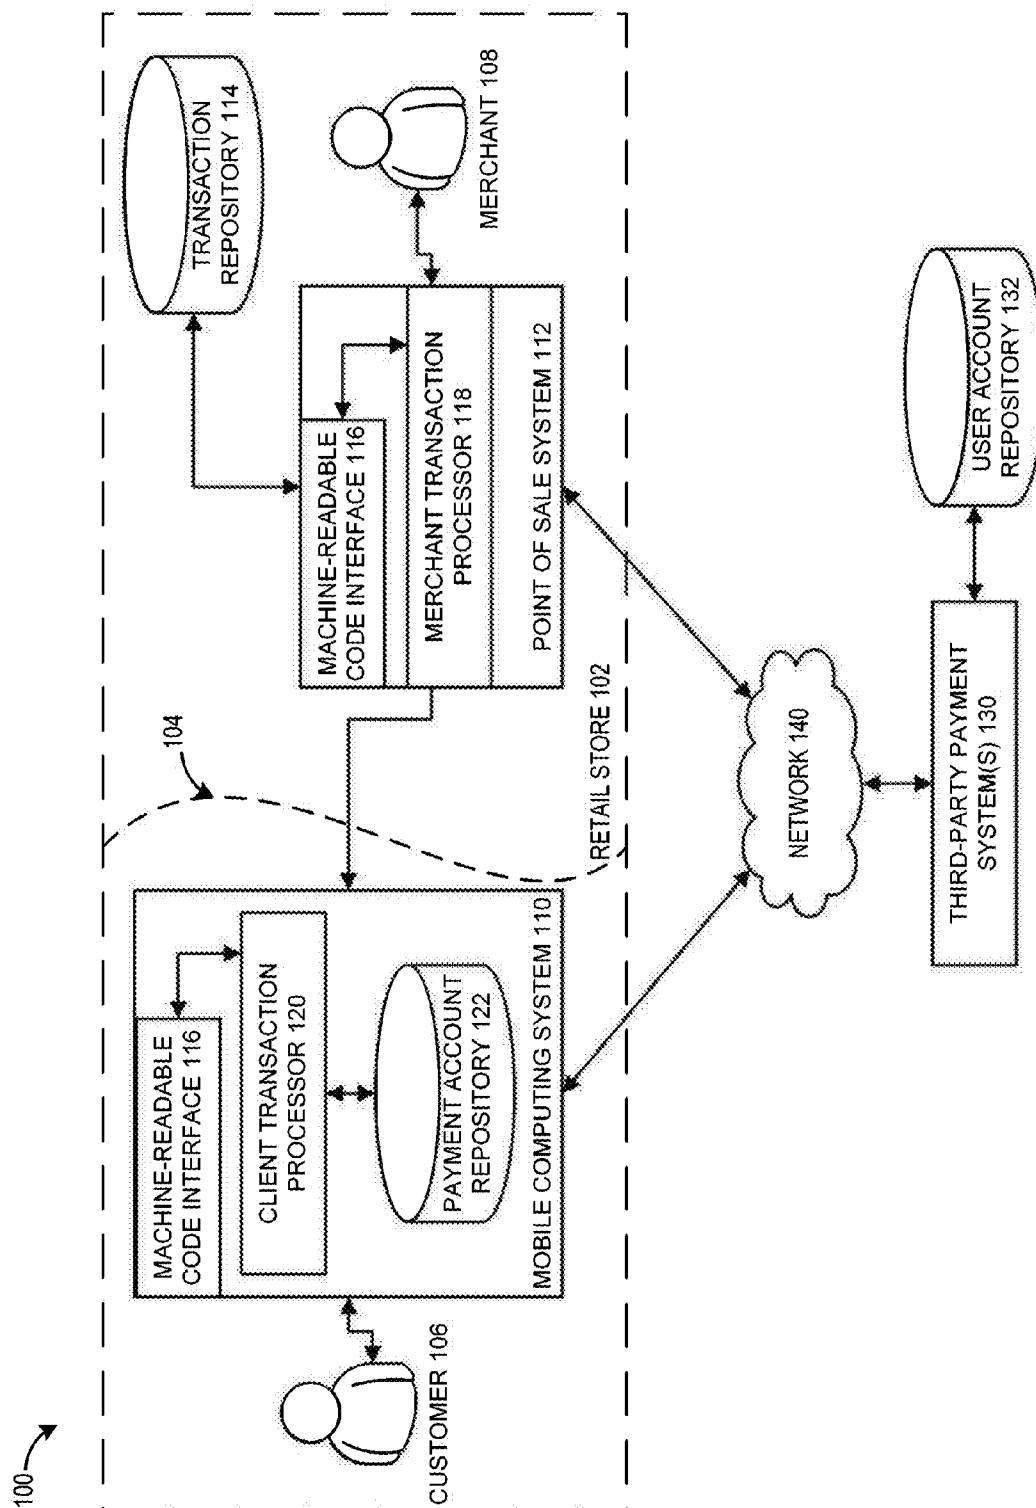 100
104
TRANSACTION
REPOSITORY 114
MERCHANT 108
MACHINE-READABLE
CODE INTERFACE 116
MERCHANT TRANSACTION
PROCESSOR 118
POINT OF SALE SYSTEM 112
MACHINE-READABLE
CODE INTERFACE 116
CLIENT TRANSACTION
PROCESSOR 120
PAYMENT ACCOUNT
REPOSITORY 122
MOBILE COMPUTING SYSTEM 110
CUSTOMER 106
RETAIL STORE 102
NETWORK 140
THIRD-PARTY PAYMENT
SYSTEM(S) 130
USER ACCOUNT
REPOSITORY 132